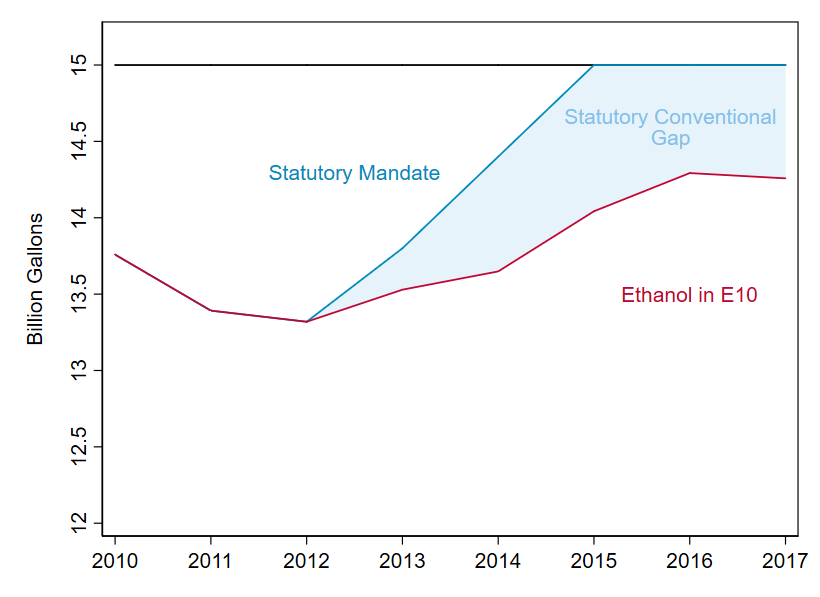 15
14.5
14
13.5
13
12.5
12
Billion Gallons
Statutory Conventional
Gap
Statutory Mandate
Ethanol in E10
2010 2011 2012 2013 2014 2015 2016 2017